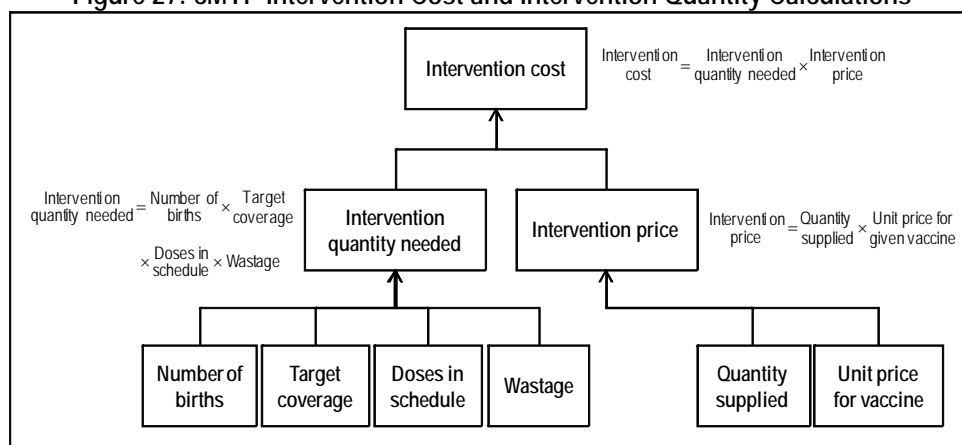 Figure 27: cMYP Intervention Cost and Intervention Quantity Calculations
Intervention cost
Intervention cost = Intervention quantity needed × Intervention price
Intervention quantity needed = Number of births × Target coverage
× Doses in schedule × Wastage
Intervention
quantity needed
Intervention price
Intervention price = Quantity supplied × Unit price for given vaccine
Number of
births
Target
coverage
Doses in
schedule
Wastage
Quantity
supplied
Unit price
for vaccine